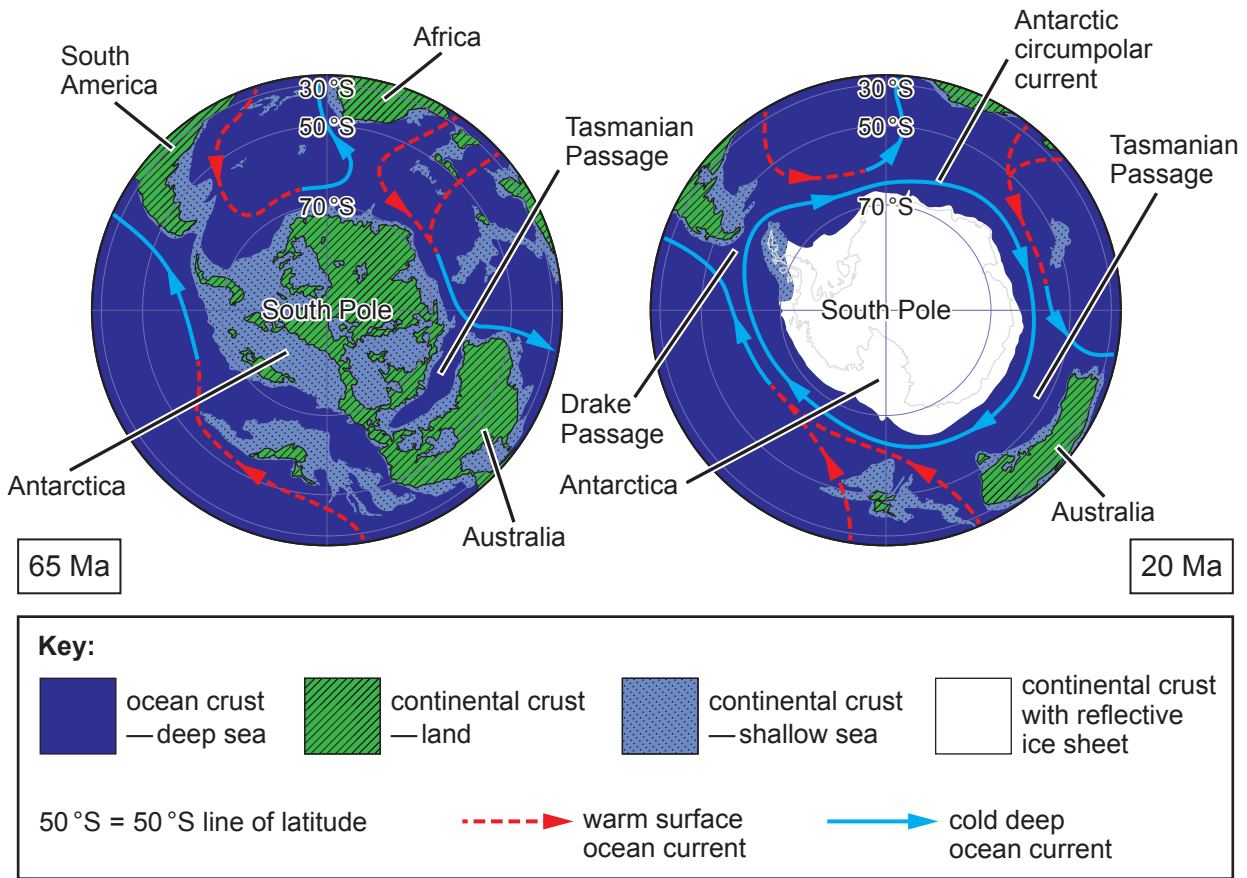 South
America
Africa
30 °S
50 °S
70 °S
Tasmanian
Passage
South Pole
Antarctica
Australia
65 Ma
Antarctic
circumpolar
current
30 °S
50 °S
70 °S
Tasmanian
Passage
South Pole
Drake
Passage
Antarctica
Australia
20 Ma
Key:
ocean crust
— deep sea
continental crust
— land
continental crust
— shallow sea
continental crust
with reflective
ice sheet
50 °S = 50 °S line of latitude
warm surface
ocean current
cold deep
ocean current